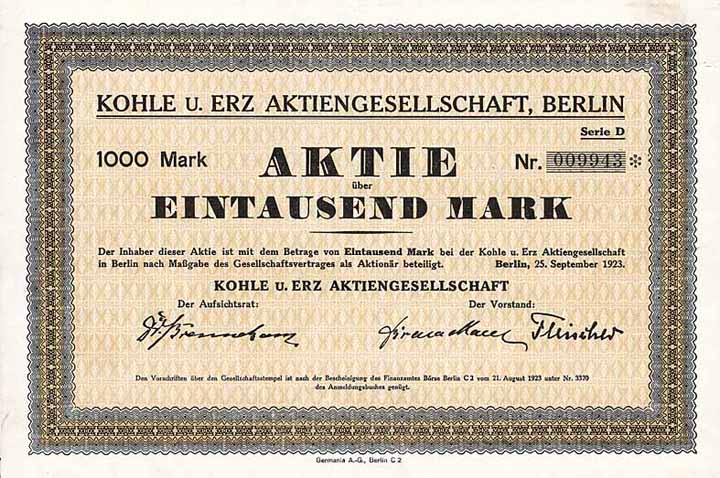 KOHLE U. ERZ AKTIENGESELLSCHAFT, BERLIN
Serie D
1000 Mark AKTIE Nr. 009943 *
über
EINTAUSEND MARK
Der Inhaber dieser Aktie ist mit dem Betrage von Eintausend Mark bei der Kohle u. Erz Aktiengesellschaft
in Berlin nach Maßgabe des Gesellschaftsvertrages als Aktionär beteiligt. Berlin, 25. September 1923.
KOHLE U. ERZ AKTIENGESELLSCHAFT
Der Aufsichtsrat: Der Vorstand:
Den Vorschriften über den Gesellschaftsstempel ist nach der Bescheinigung des Finanzamtes Börse Berlin C 2 vom 21. August 1923 unter Nr. 3370
des Anmeldungsbuches genügt.
Germania A.-G., Berlin C 2